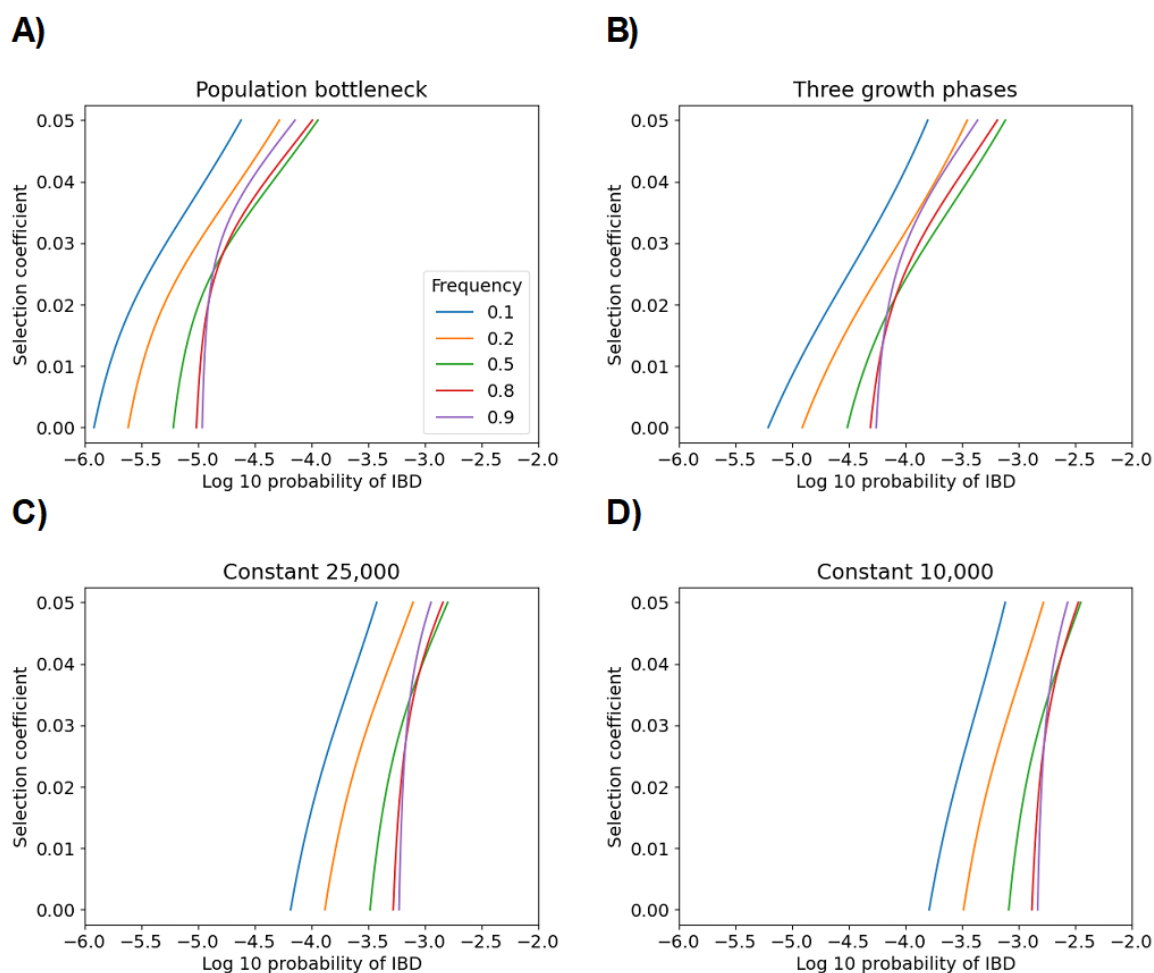 A)
Population bottleneck
Selection coefficient
0.05
0.04
0.03
0.02
0.01
0.00
Frequency
0.1
0.2
0.5
0.8
0.9
−6.0 −5.5 −5.0 −4.5 −4.0 −3.5 −3.0 −2.5 −2.0
Log 10 probability of IBD
B)
Three growth phases
Selection coefficient
0.05
0.04
0.03
0.02
0.01
0.00
−6.0 −5.5 −5.0 −4.5 −4.0 −3.5 −3.0 −2.5 −2.0
Log 10 probability of IBD
C)
Constant 25,000
Selection coefficient
0.05
0.04
0.03
0.02
0.01
0.00
−6.0 −5.5 −5.0 −4.5 −4.0 −3.5 −3.0 −2.5 −2.0
Log 10 probability of IBD
D)
Constant 10,000
Selection coefficient
0.05
0.04
0.03
0.02
0.01
0.00
−6.0 −5.5 −5.0 −4.5 −4.0 −3.5 −3.0 −2.5 −2.0
Log 10 probability of IBD